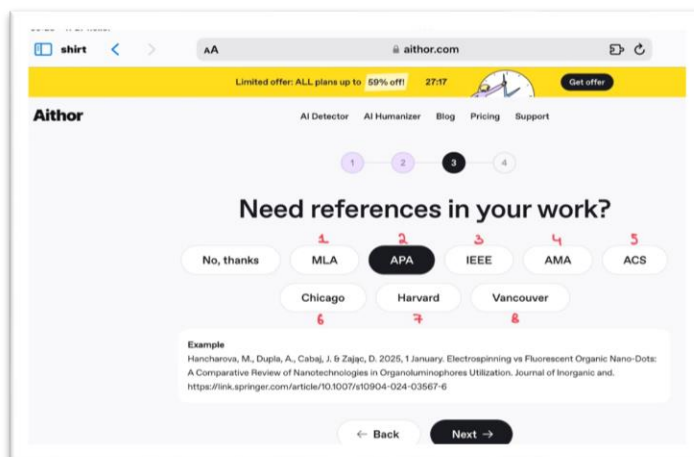 shirt
AA
aithor.com
Limited offer: ALL plans up to 59% off! 27:17 Get offer
Aithor
AI Detector AI Humanizer Blog Pricing Support
1 2 3 4
Need references in your work?
1 2 3 4 5
No, thanks MLA APA IEEE AMA ACS
Chicago Harvard Vancouver
6 7 8
Example
Hancharova, M., Dupla, A., Cabaj, J. & Zając, D. 2025, 1 January. Electrospinning vs Fluorescent Organic Nano-Dots:
A Comparative Review of Nanotechnologies in Organoluminophores Utilization. Journal of Inorganic and.
https://link.springer.com/article/10.1007/s10904-024-03567-6
← Back Next →